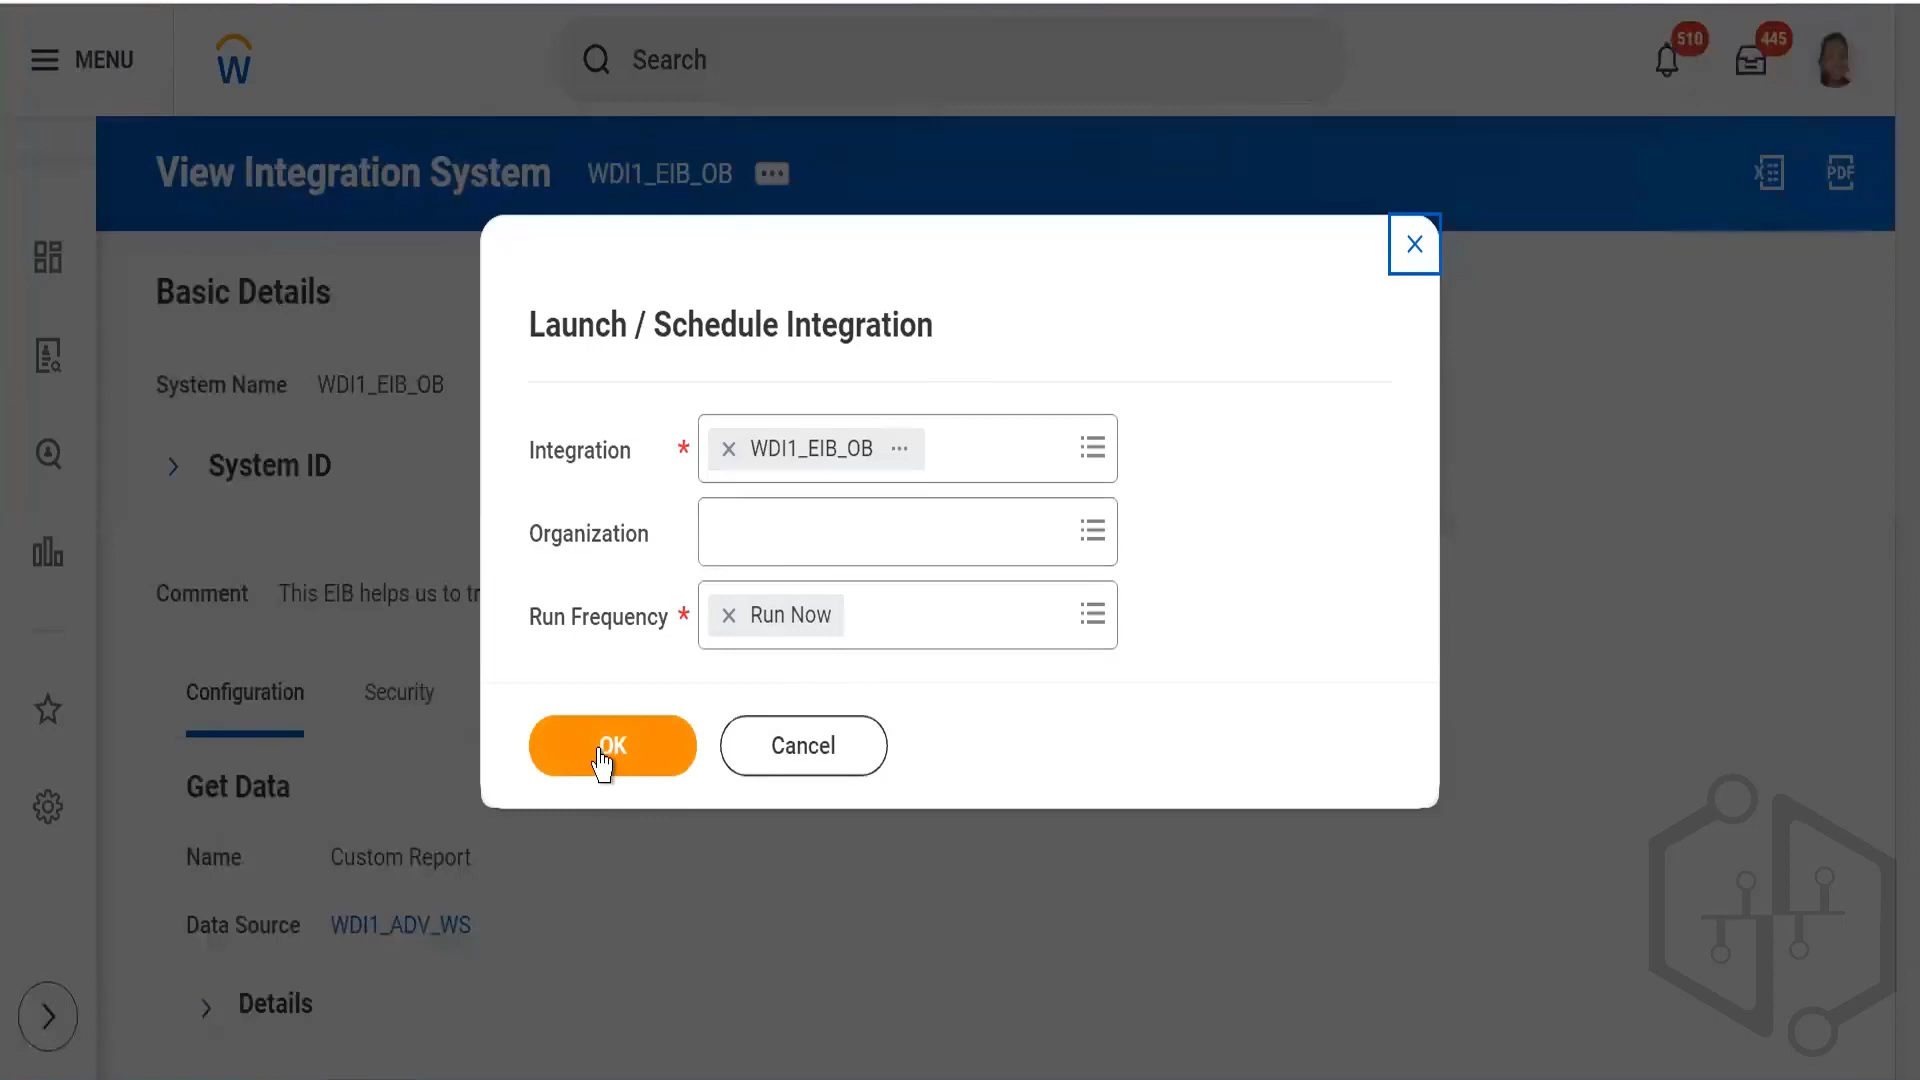 MENU
W
Search
510
445
View Integration System
WDI1_EIB_OB
PDF
Basic Details
System Name
WDI1_EIB_OB
System ID
Comment
This EIB helps us to tr
Configuration
Security
Get Data
Name
Custom Report
Data Source
WDI1_ADV_WS
Details
Launch / Schedule Integration
Integration *
WDI1_EIB_OB
Organization
Run Frequency *
Run Now
OK
Cancel